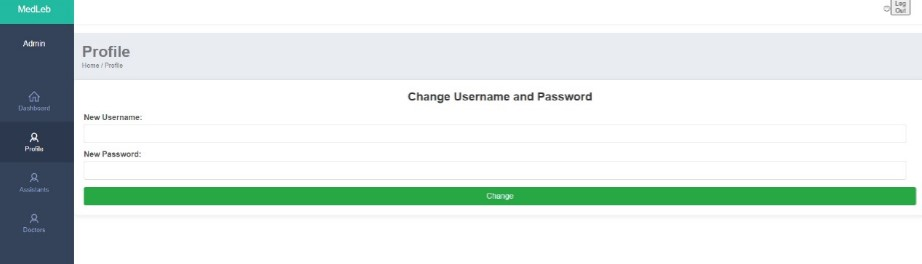 MedLeb
Log
Out
Admin
Profile
Home / Profile
Dashboard
Profile
Assistants
Doctors
Change Username and Password
New Username:
New Password:
Change